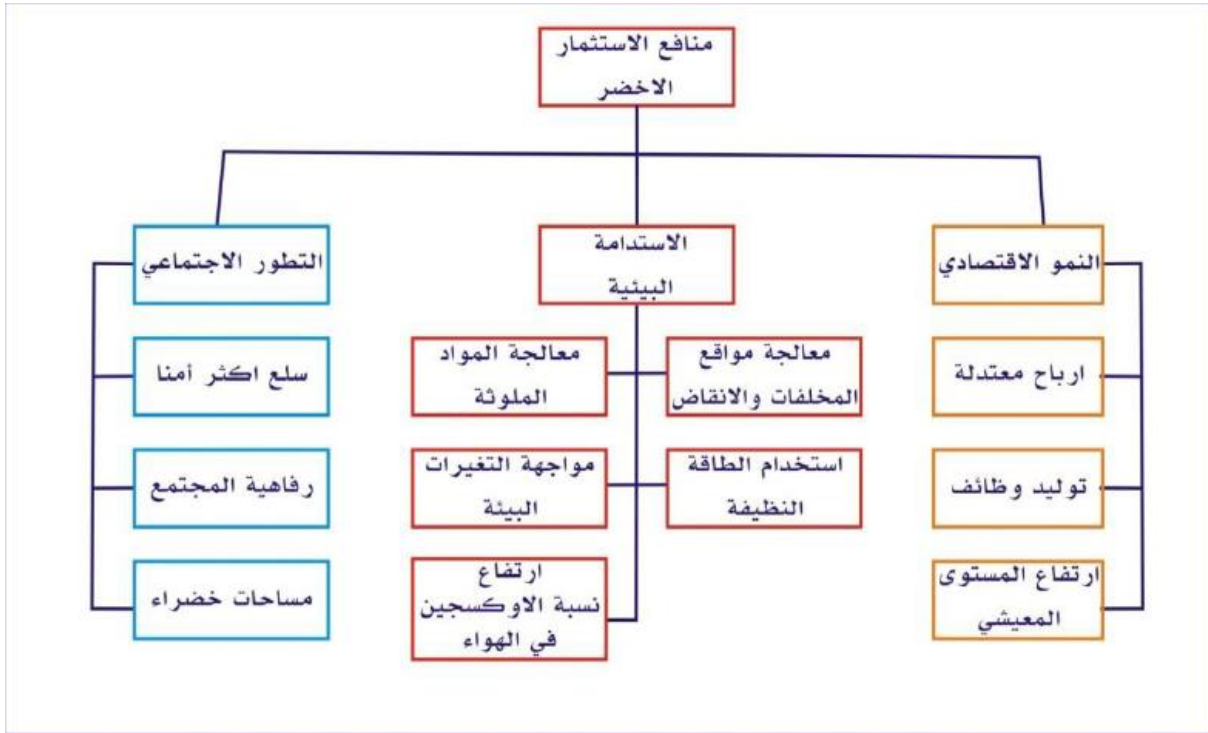 منافع الاستثمار
الاخضر
النمو الاقتصادي
ارباح معتدلة
توليد وظائف
ارتفاع المستوى
المعيشي
الاستدامة
البيئية
معالجة مواقع
المخلفات والانقاض
معالجة المواد
الملوثة
استخدام الطاقة
النظيفة
مواجهة التغيرات
البيئة
ارتفاع
نسبة الاوكسجين
في الهواء
التطور الاجتماعي
سلع اكثر أمنا
رفاهية المجتمع
مساحات خضراء